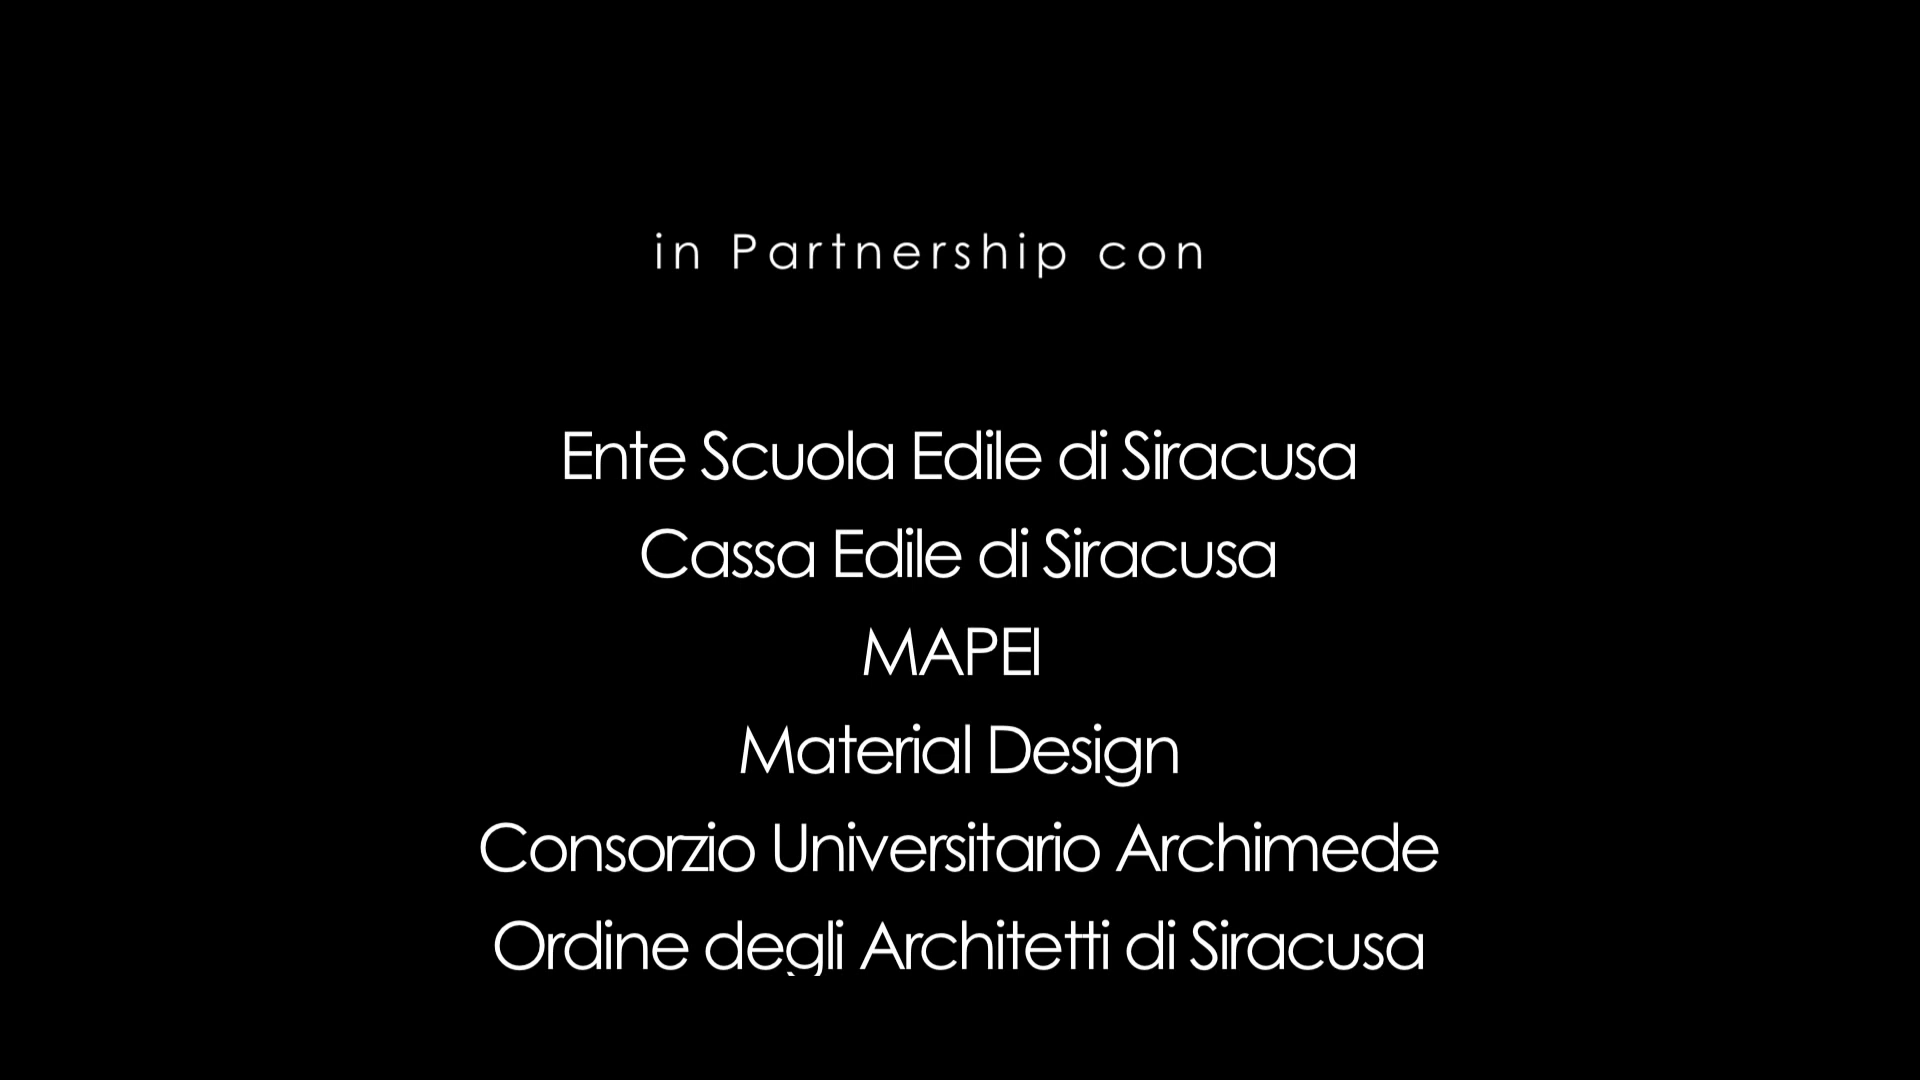 in Partnership con
Ente Scuola Edile di Siracusa
Cassa Edile di Siracusa
MAPEI
Material Design
Consorzio Universitario Archimede
Ordine degli Architetti di Siracusa